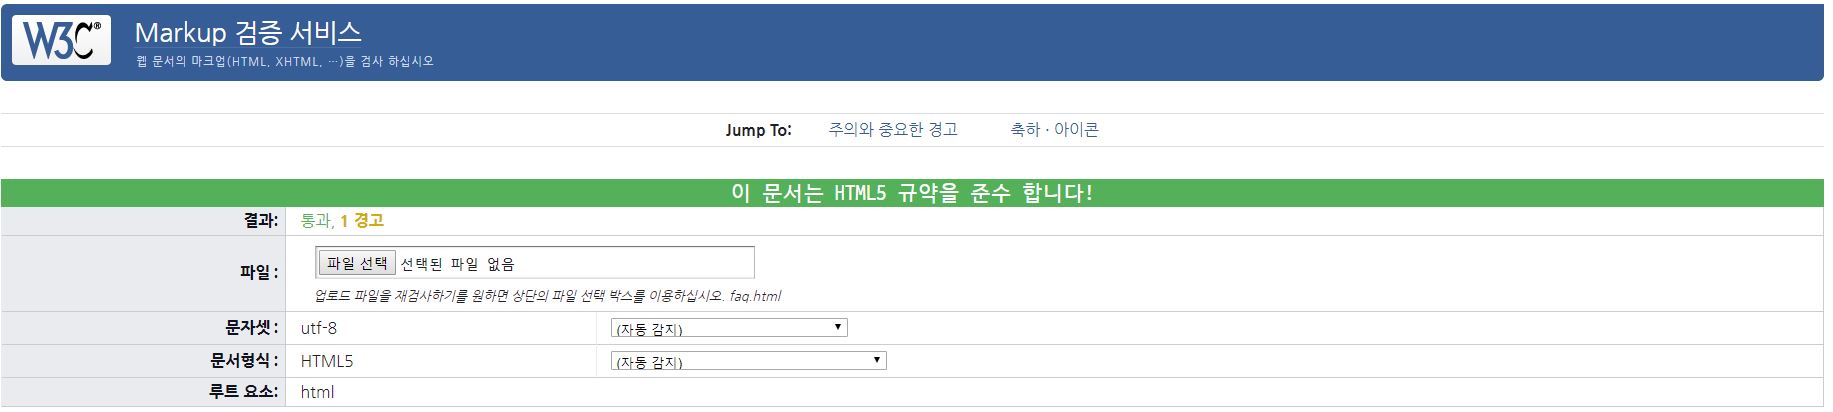 W3C® Markup 검증 서비스
웹 문서의 마크업(HTML, XHTML, …)을 검사 하십시오
Jump To: 주의와 중요한 경고 축하 · 아이콘
이 문서는 HTML5 규약을 준수 합니다!
결과: 통과, 1 경고
파일 : 파일 선택 선택된 파일 없음
업로드 파일을 재검사하기를 원하면 상단의 파일 선택 박스를 이용하십시오. faq.html
문자셋 : utf-8 (자동 감지)
문서형식 : HTML5 (자동 감지)
루트 요소: html